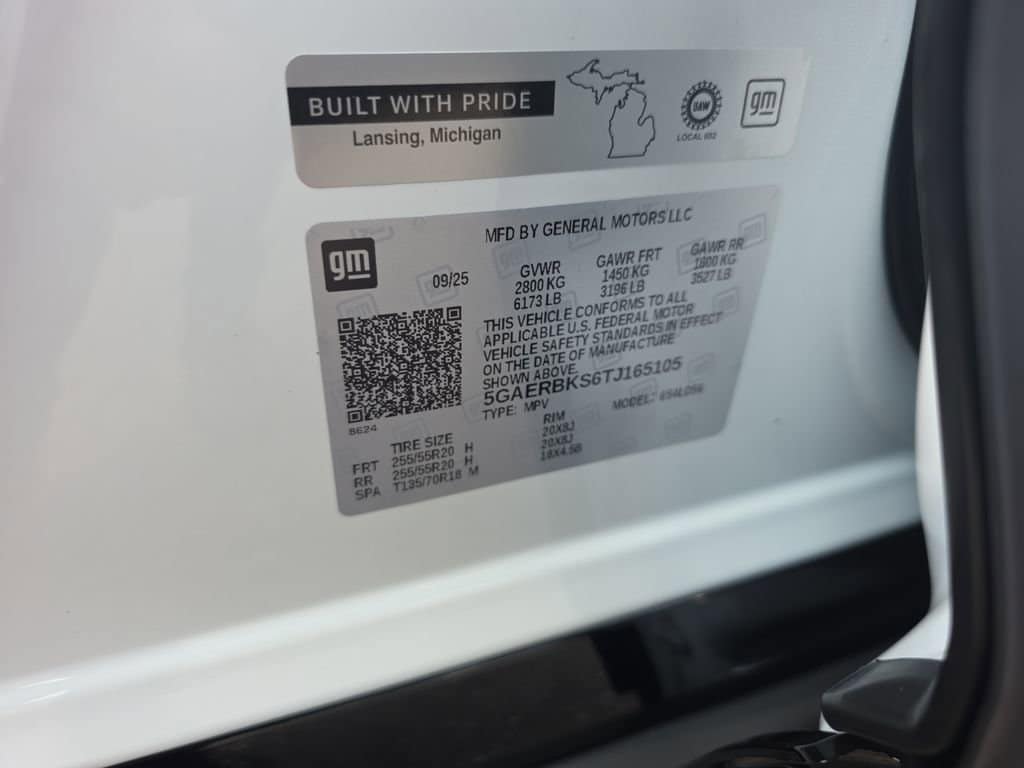 BUILT WITH PRIDE
Lansing, Michigan
UAW
LOCAL 602
gm
MFD BY GENERAL MOTORS LLC
gm
09/25
GVWR GAWR FRT GAWR RR
2800 KG 1450 KG 1600 KG
6173 LB 3196 LB 3527 LB
THIS VEHICLE CONFORMS TO ALL
APPLICABLE U.S. FEDERAL MOTOR
VEHICLE SAFETY STANDARDS IN EFFECT
ON THE DATE OF MANUFACTURE
SHOWN ABOVE.
5GAERBKS6TJ165105
TYPE: MPV MODEL:
8624
TIRE SIZE RIM
FRT 255/55R20 H 20X8J
RR 255/55R20 H 20X8J
SPA T135/70R18 M 18X4.5B